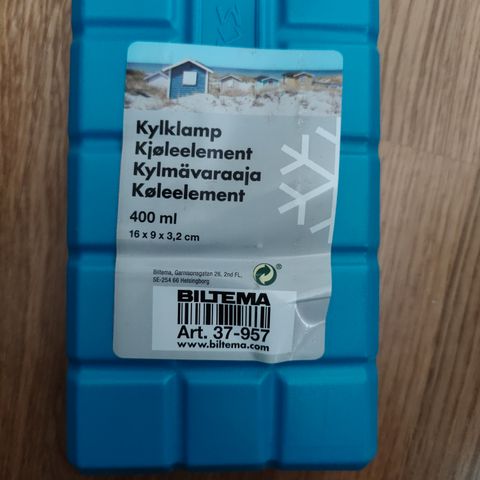 Kylklamp
Kjøleelement
Kylmävaraaja
Køleelement
400 ml
16 x 9 x 3,2 cm
Biltema, Garnisonsgatan 26, 2nd FL,
SE-254 66 Helsingborg
BILTEMA
Art. 37-957
www.biltema.com